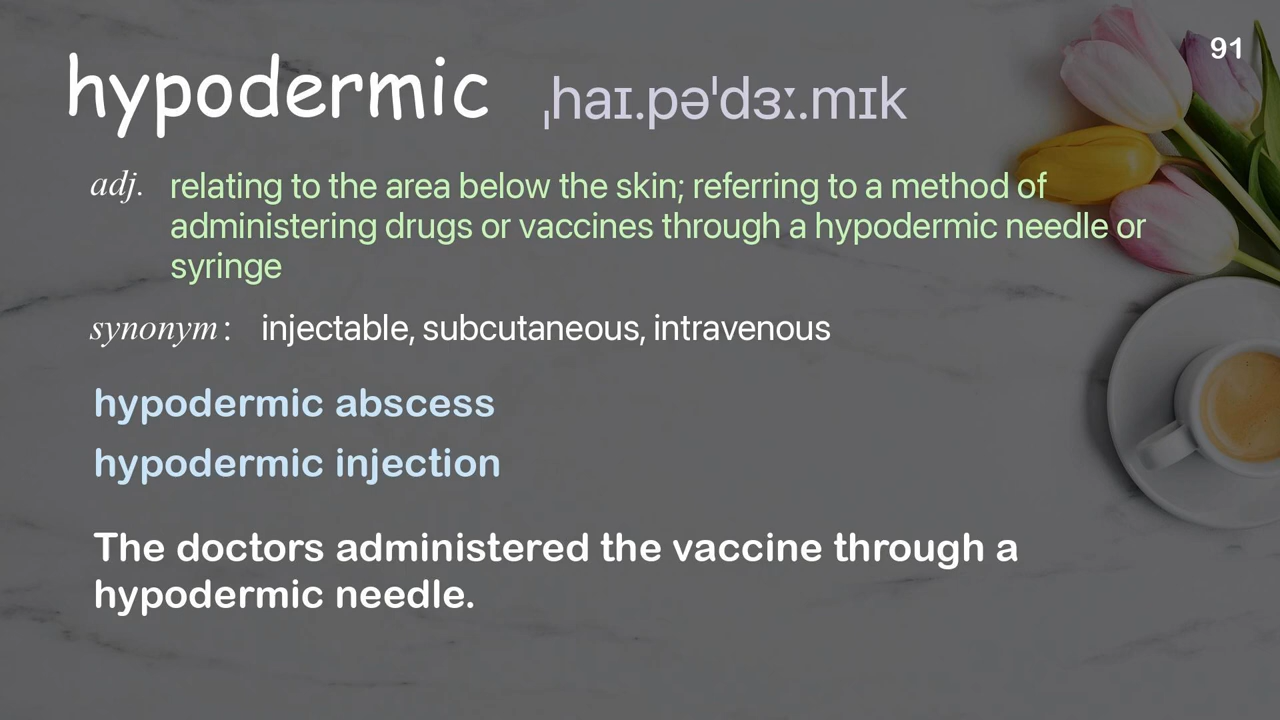 91
hypodermic ˌhaɪ.pəˈdɜː.mɪk
adj. relating to the area below the skin; referring to a method of
administering drugs or vaccines through a hypodermic needle or
syringe
synonym: injectable, subcutaneous, intravenous
hypodermic abscess
hypodermic injection
The doctors administered the vaccine through a
hypodermic needle.